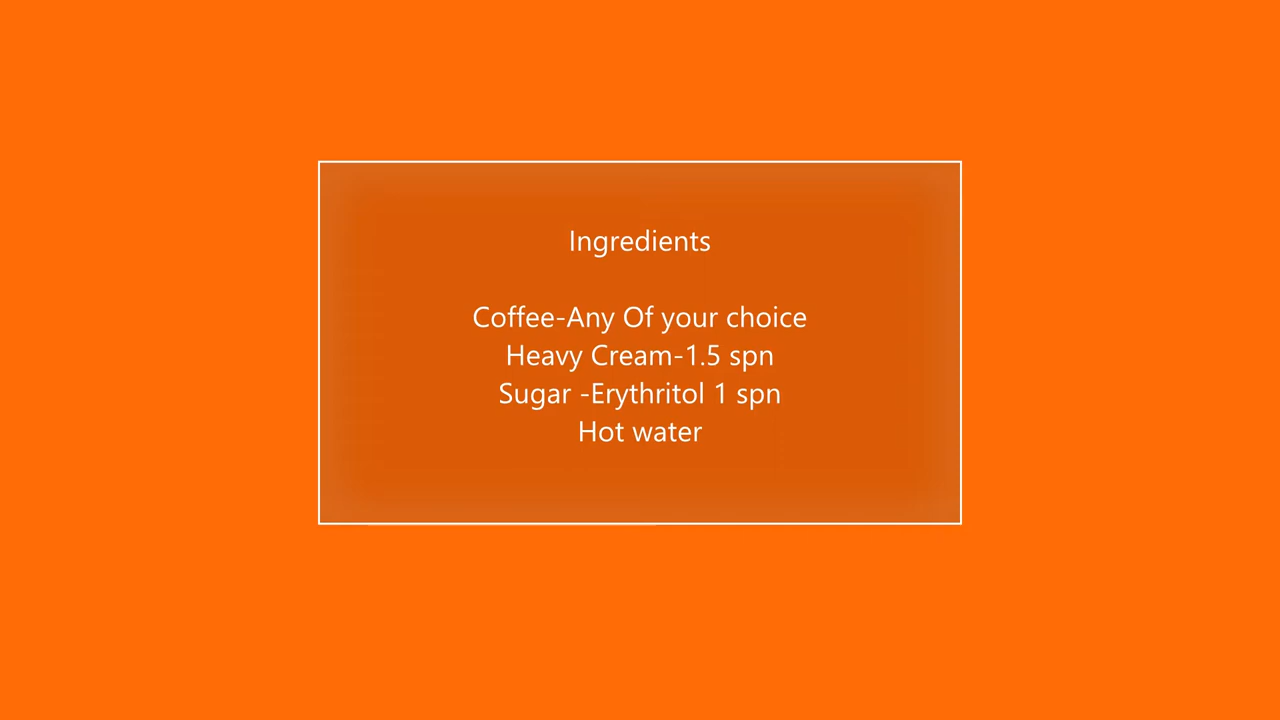 Ingredients
Coffee-Any Of your choice
Heavy Cream-1.5 spn
Sugar -Erythritol 1 spn
Hot water